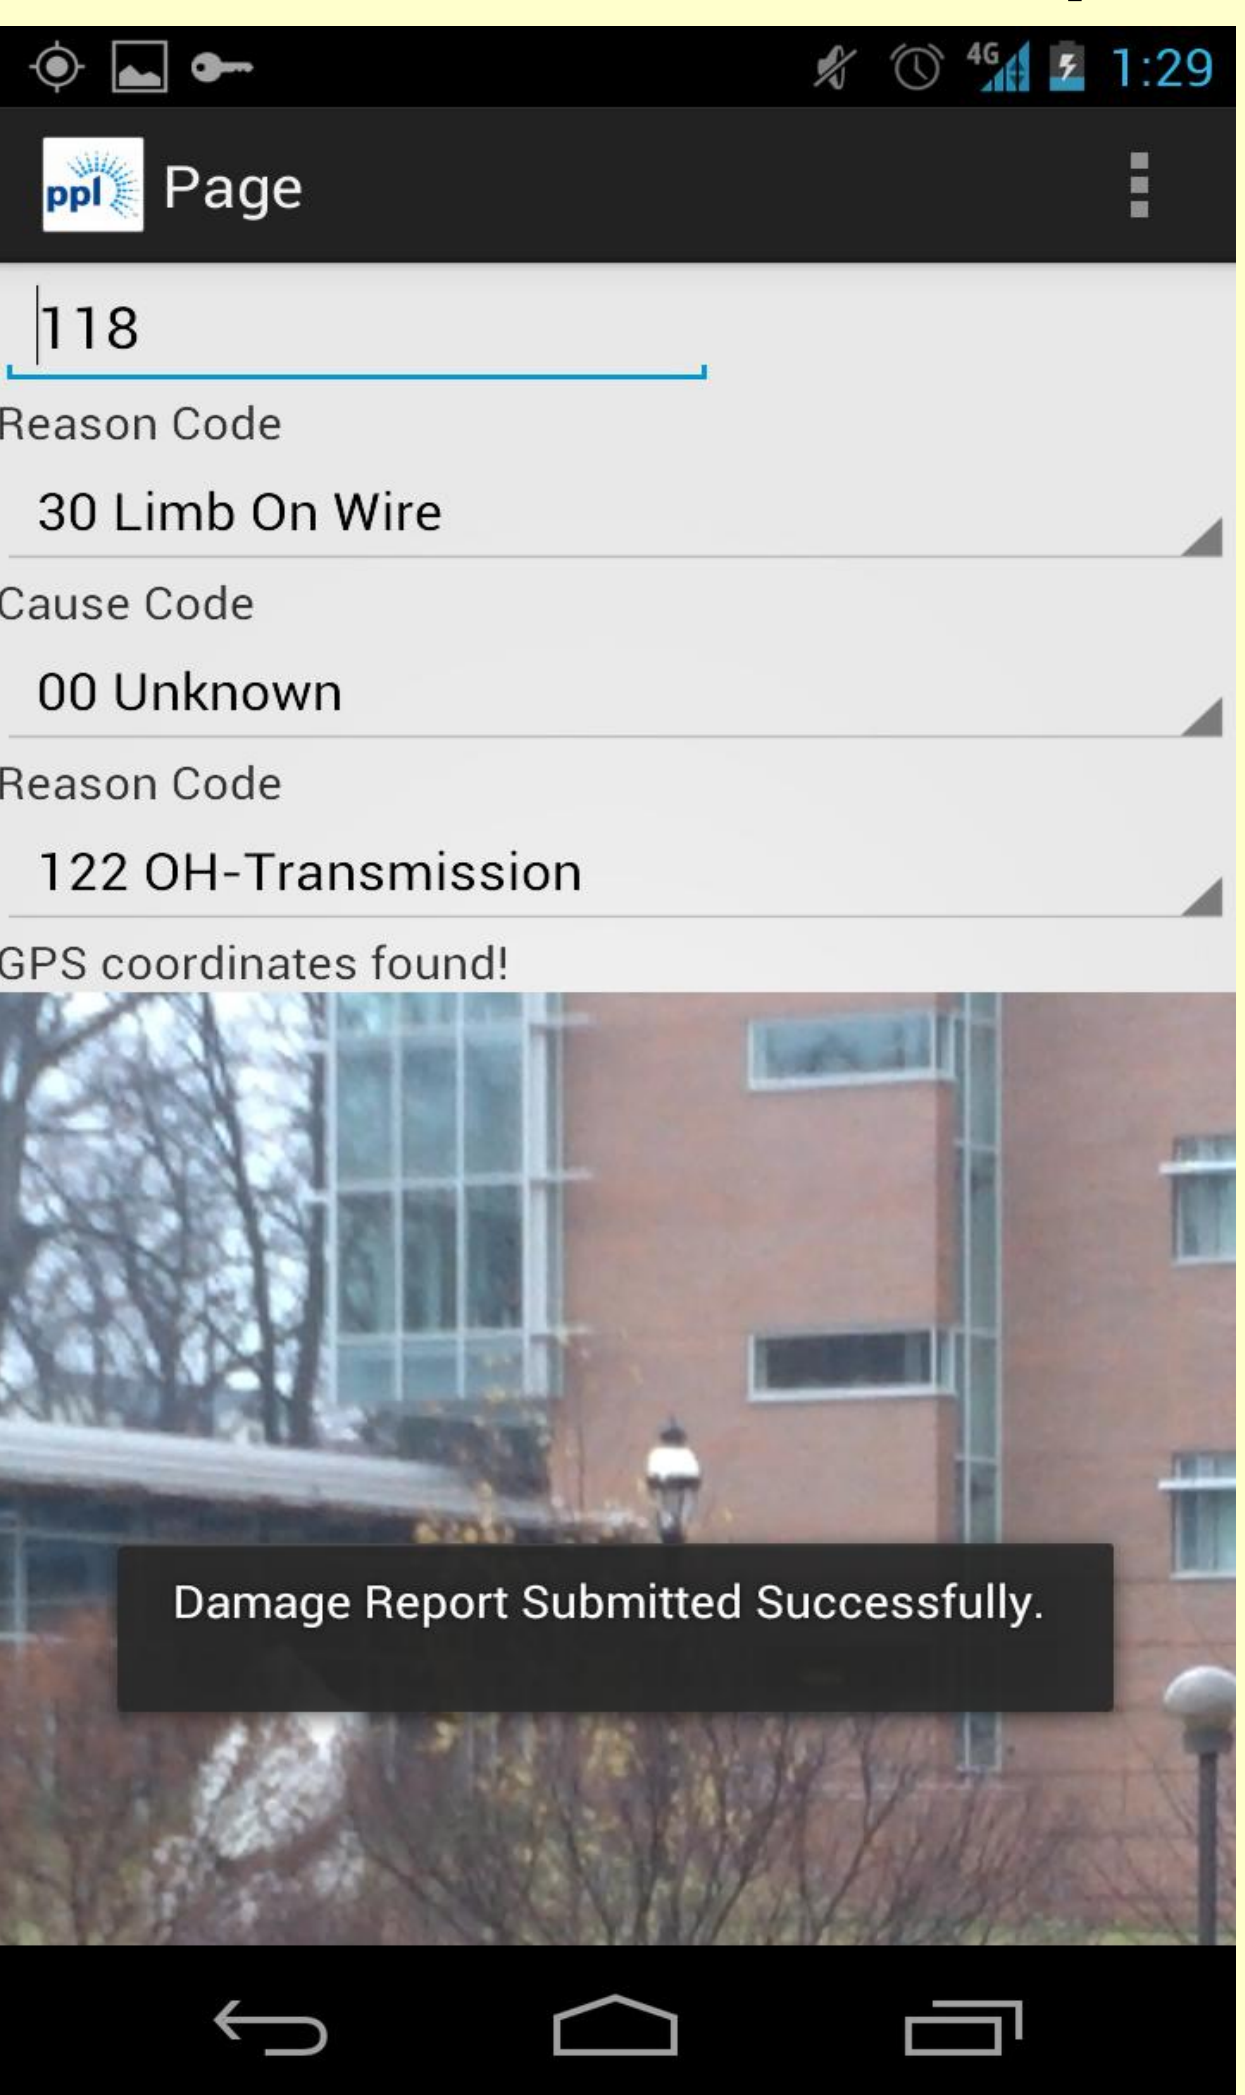 4G 1:29
ppl Page
118
Reason Code
30 Limb On Wire
Cause Code
00 Unknown
Reason Code
122 OH-Transmission
GPS coordinates found!
Damage Report Submitted Successfully.